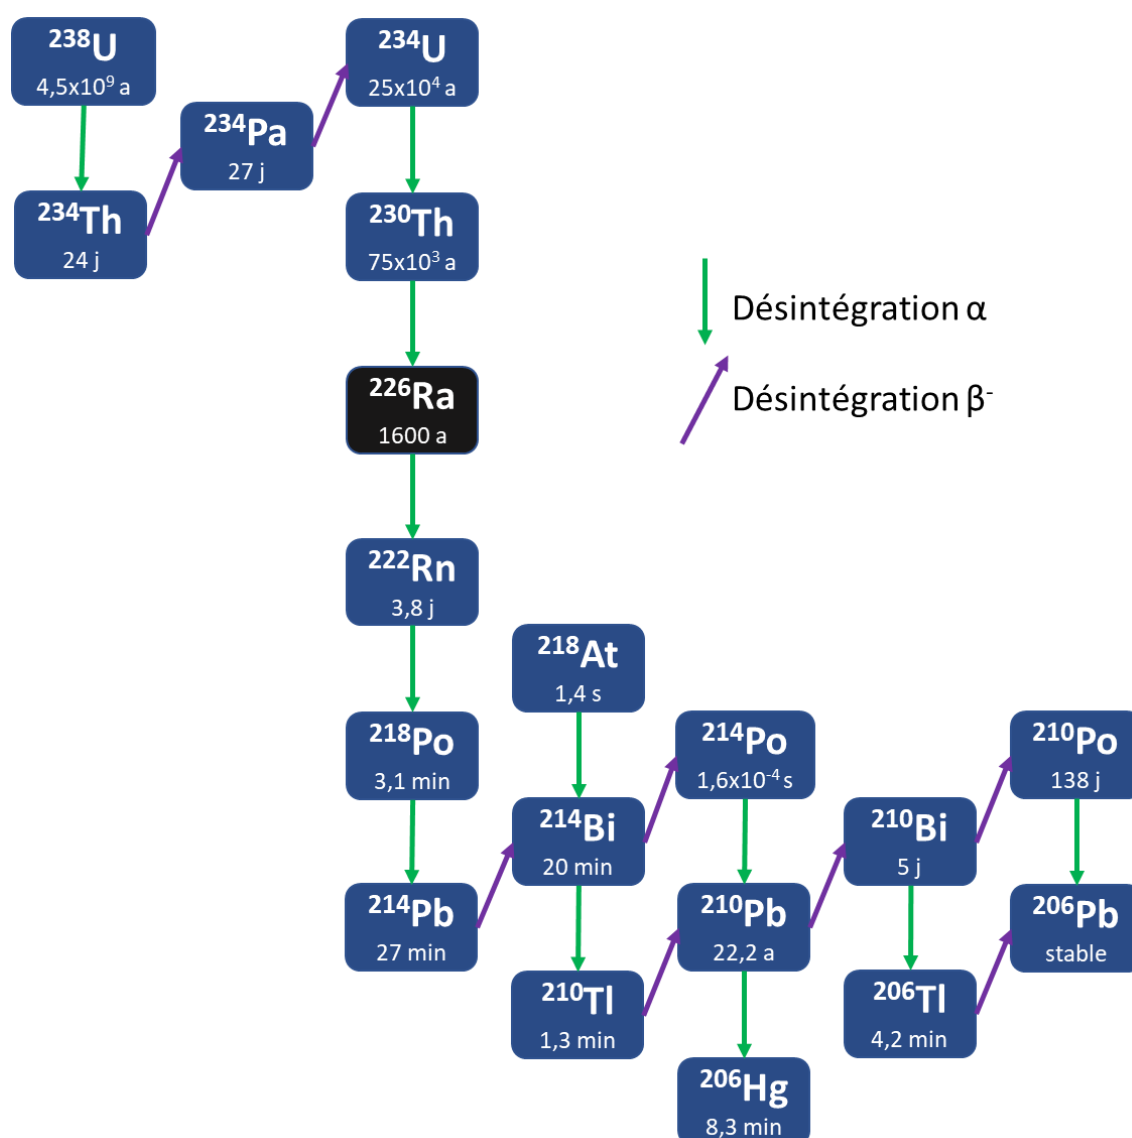 ²³⁸U
4,5x10⁹ a
²³⁴U
25x10⁴ a
²³⁴Pa
27 j
²³⁴Th
24 j
²³⁰Th
75x10³ a
Désintégration α
²²⁶Ra
1600 a
Désintégration β⁻
²²²Rn
3,8 j
²¹⁸At
1,4 s
²¹⁸Po
3,1 min
²¹⁴Po
1,6x10⁻⁴ s
²¹⁰Po
138 j
²¹⁴Bi
20 min
²¹⁰Bi
5 j
²¹⁴Pb
27 min
²¹⁰Pb
22,2 a
²⁰⁶Pb
stable
²¹⁰Tl
1,3 min
²⁰⁶Tl
4,2 min
²⁰⁶Hg
8,3 min